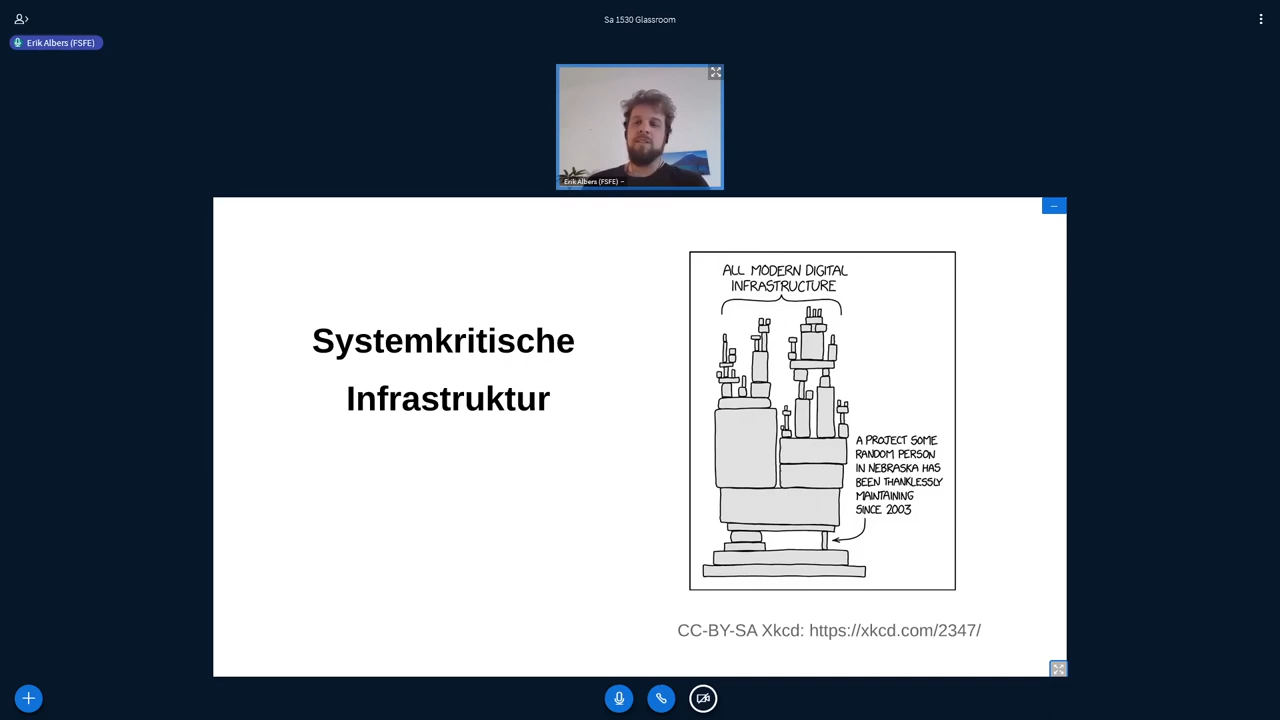 Sa 1530 Glassroom
Erik Albers (FSFE)
Erik Albers (FSFE)
Systemkritische
Infrastruktur
ALL MODERN DIGITAL
INFRASTRUCTURE
A PROJECT SOME
RANDOM PERSON
IN NEBRASKA HAS
BEEN THANKLESSLY
MAINTAINING
SINCE 2003
CC-BY-SA Xkcd: https://xkcd.com/2347/